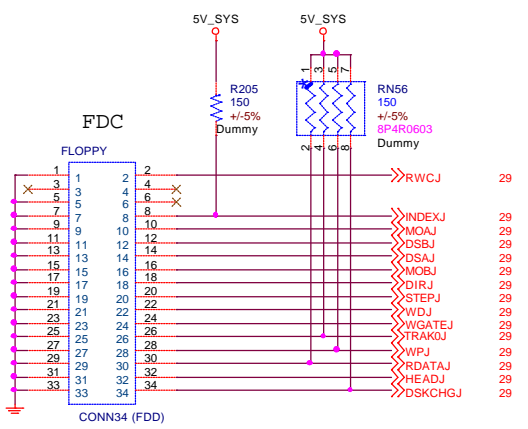 5V_SYS 5V_SYS
1 3 5 7
R205 RN56
150 150
+/-5% +/-5%
Dummy 8P4R0603
Dummy
FDC
2 4 6 8
FLOPPY
1 1 2 2 RWCJ 29
3 3 4 4
5 5 6 6
7 7 8 8 INDEXJ 29
9 9 10 10 MOAJ 29
11 11 12 12 DSBJ 29
13 13 14 14 DSAJ 29
15 15 16 16 MOBJ 29
17 17 18 18 DIRJ 29
19 19 20 20 STEPJ 29
21 21 22 22 WDJ 29
23 23 24 24 WGATEJ 29
25 25 26 26 TRAK0J 29
27 27 28 28 WPJ 29
29 29 30 30 RDATAJ 29
31 31 32 32 HEADJ 29
33 33 34 34 DSKCHGJ 29
CONN34 (FDD)